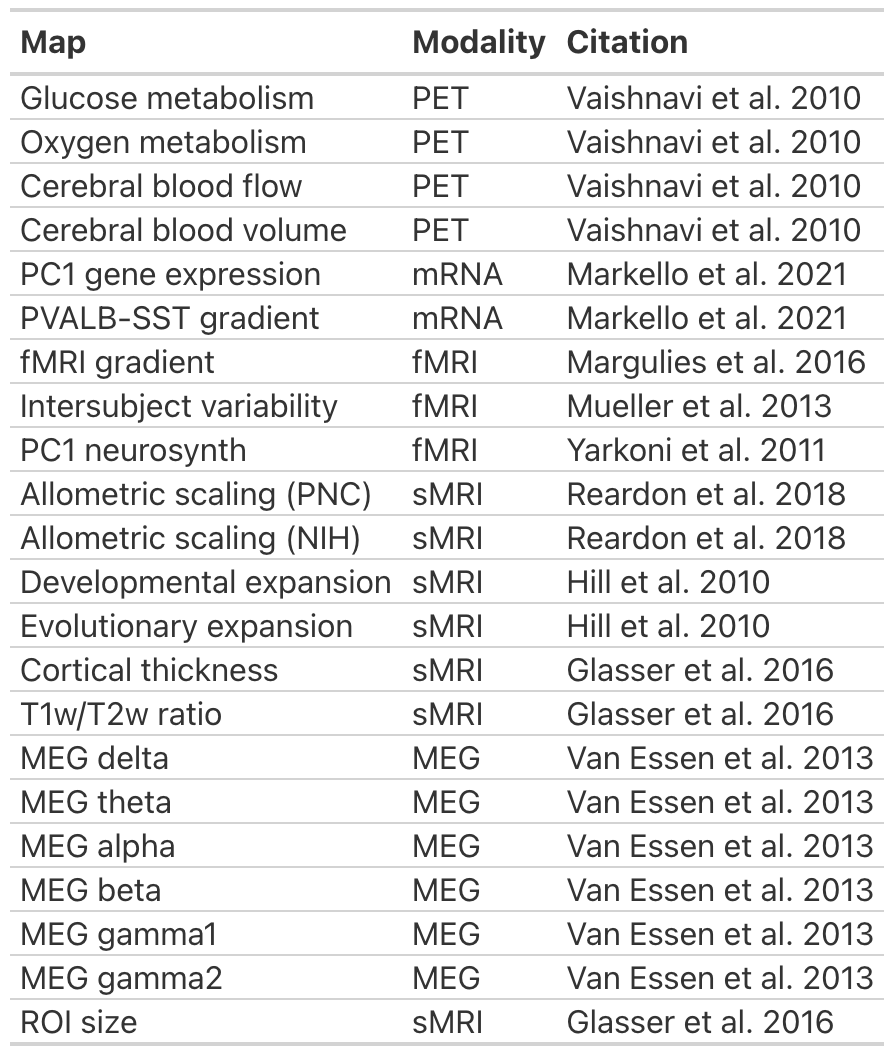 Map Modality Citation
Glucose metabolism PET Vaishnavi et al. 2010
Oxygen metabolism PET Vaishnavi et al. 2010
Cerebral blood flow PET Vaishnavi et al. 2010
Cerebral blood volume PET Vaishnavi et al. 2010
PC1 gene expression mRNA Markello et al. 2021
PVALB-SST gradient mRNA Markello et al. 2021
fMRI gradient fMRI Margulies et al. 2016
Intersubject variability fMRI Mueller et al. 2013
PC1 neurosynth fMRI Yarkoni et al. 2011
Allometric scaling (PNC) sMRI Reardon et al. 2018
Allometric scaling (NIH) sMRI Reardon et al. 2018
Developmental expansion sMRI Hill et al. 2010
Evolutionary expansion sMRI Hill et al. 2010
Cortical thickness sMRI Glasser et al. 2016
T1w/T2w ratio sMRI Glasser et al. 2016
MEG delta MEG Van Essen et al. 2013
MEG theta MEG Van Essen et al. 2013
MEG alpha MEG Van Essen et al. 2013
MEG beta MEG Van Essen et al. 2013
MEG gamma1 MEG Van Essen et al. 2013
MEG gamma2 MEG Van Essen et al. 2013
ROI size sMRI Glasser et al. 2016